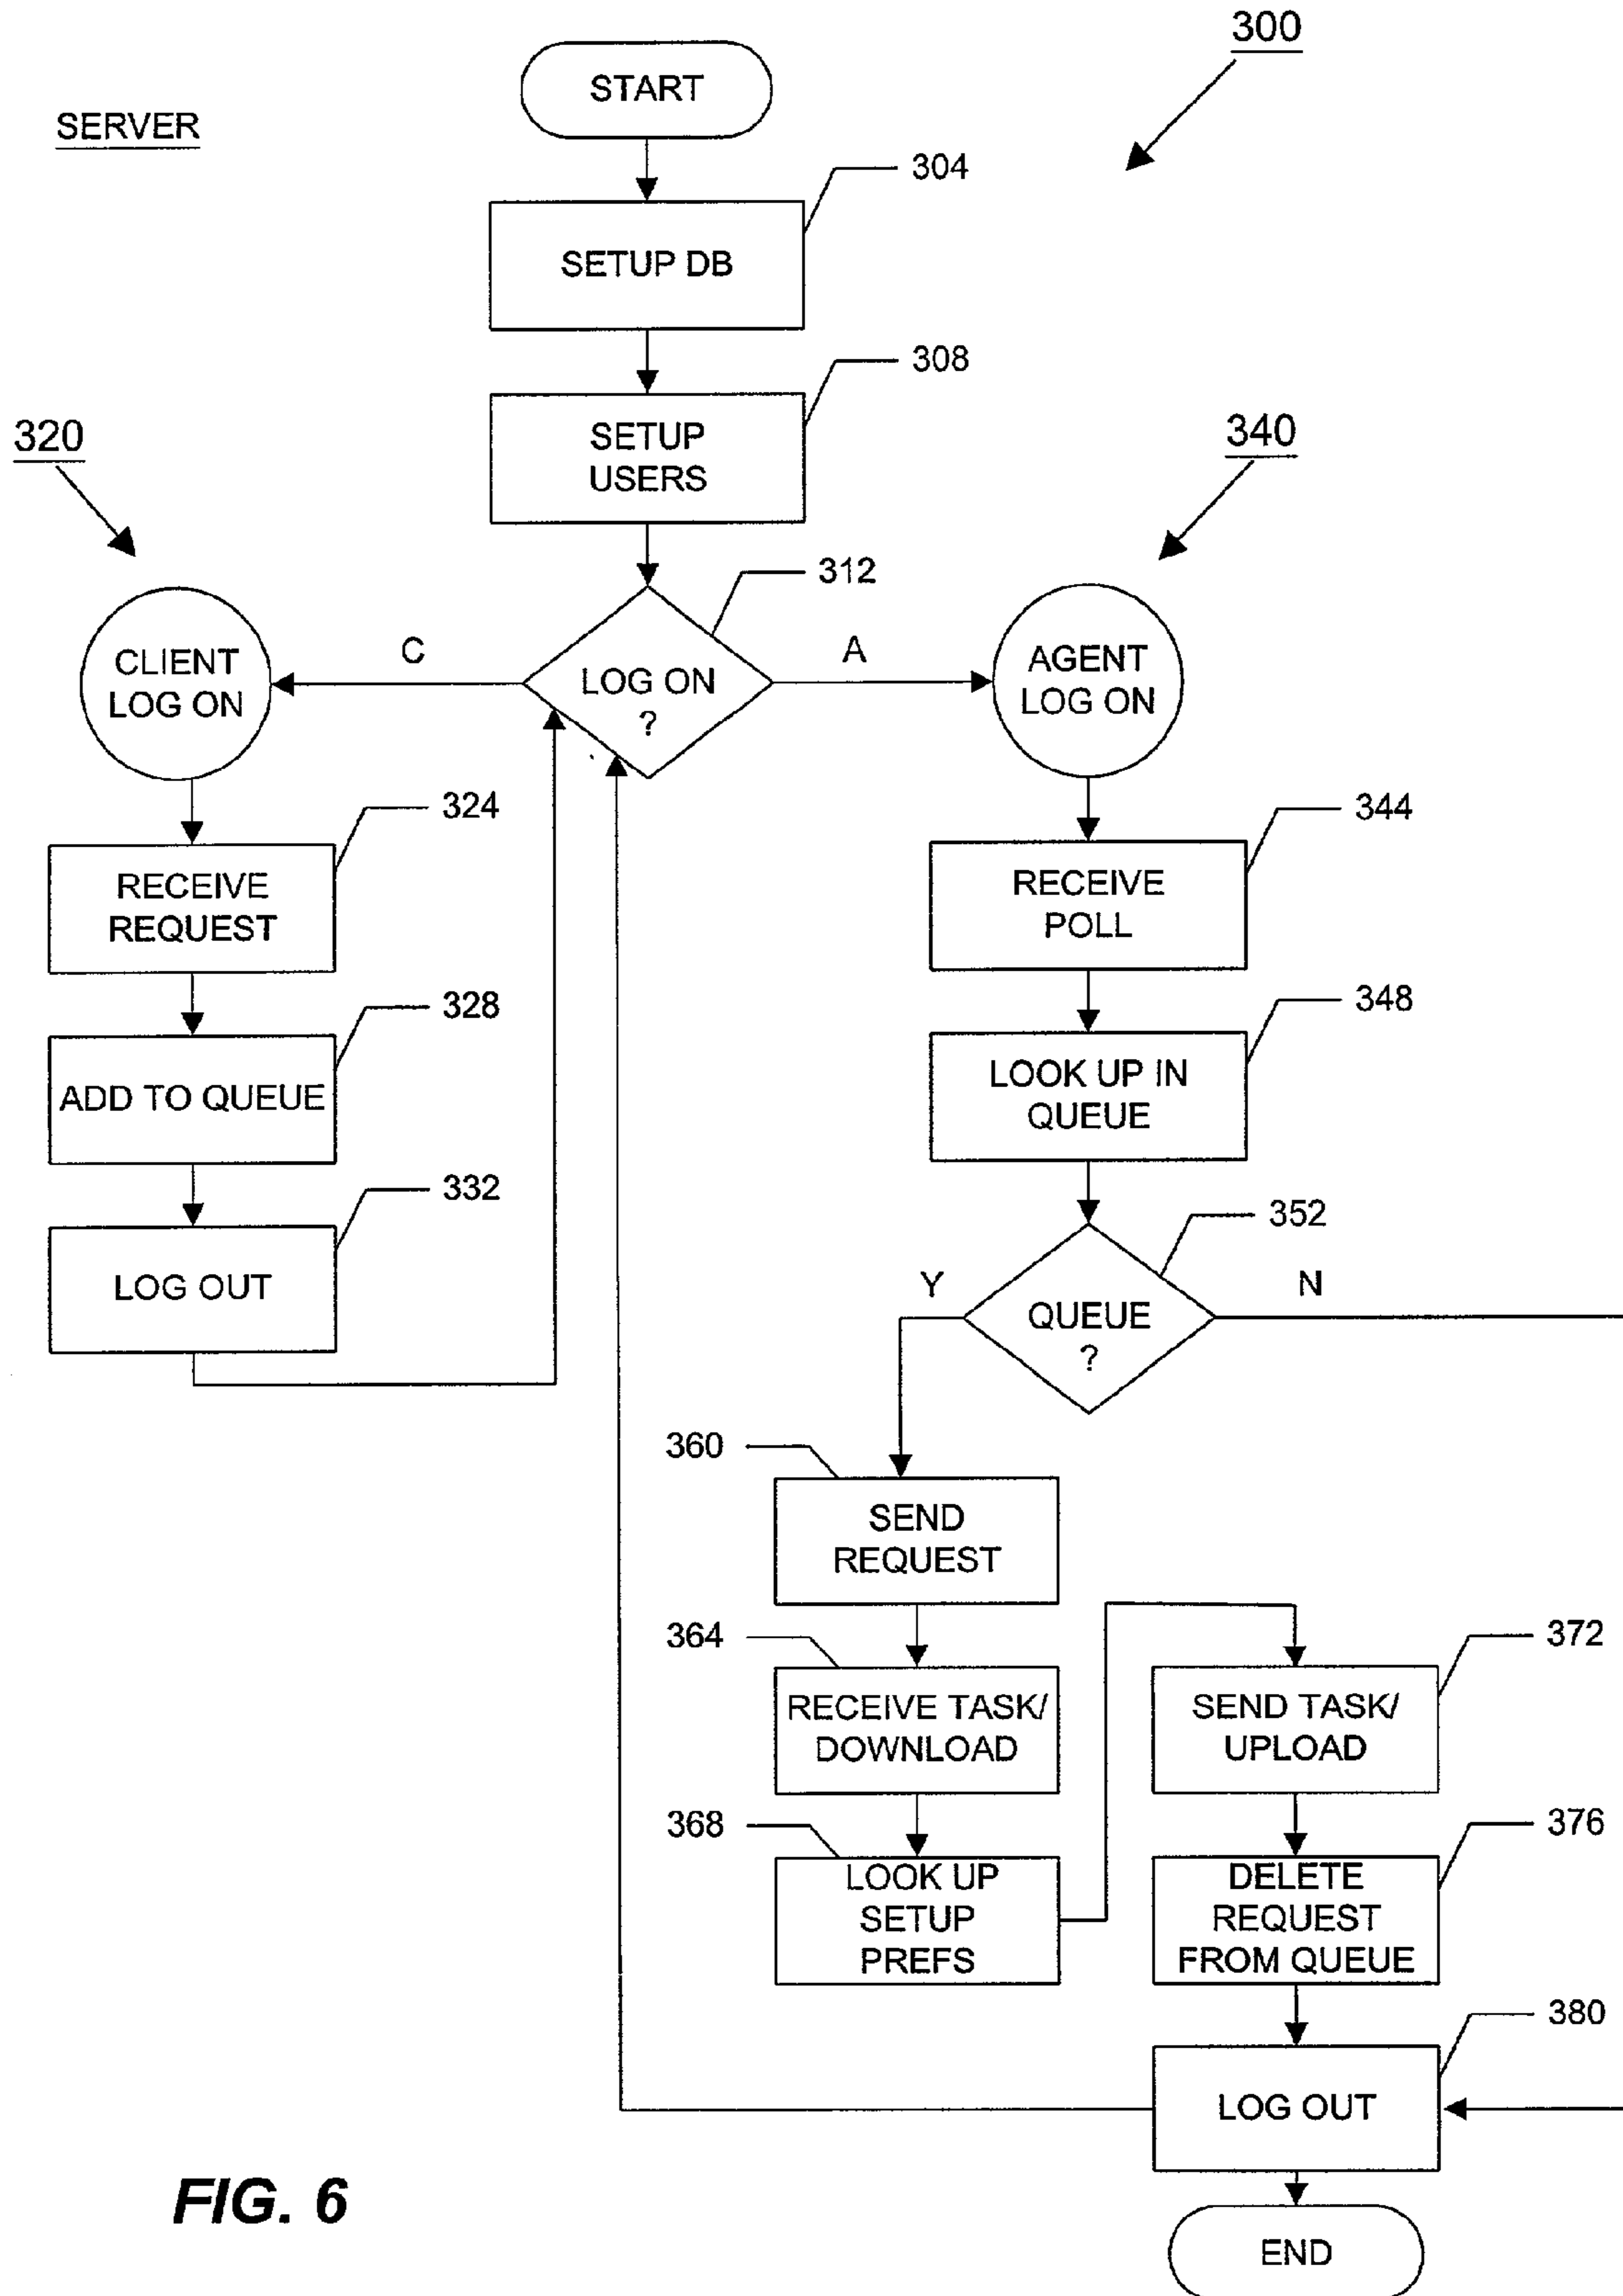 300
START
SERVER
304
SETUP DB
308
SETUP
USERS
320
340
312
C
A
CLIENT
LOG ON
LOG ON
?
AGENT
LOG ON
324
344
RECEIVE
REQUEST
RECEIVE
POLL
328
348
ADD TO QUEUE
LOOK UP IN
QUEUE
332
352
LOG OUT
Y
N
QUEUE
?
360
SEND
REQUEST
364
372
RECEIVE TASK/
DOWNLOAD
SEND TASK/
UPLOAD
368
376
LOOK UP
SETUP
PREFS
DELETE
REQUEST
FROM QUEUE
380
LOG OUT
FIG. 6
END